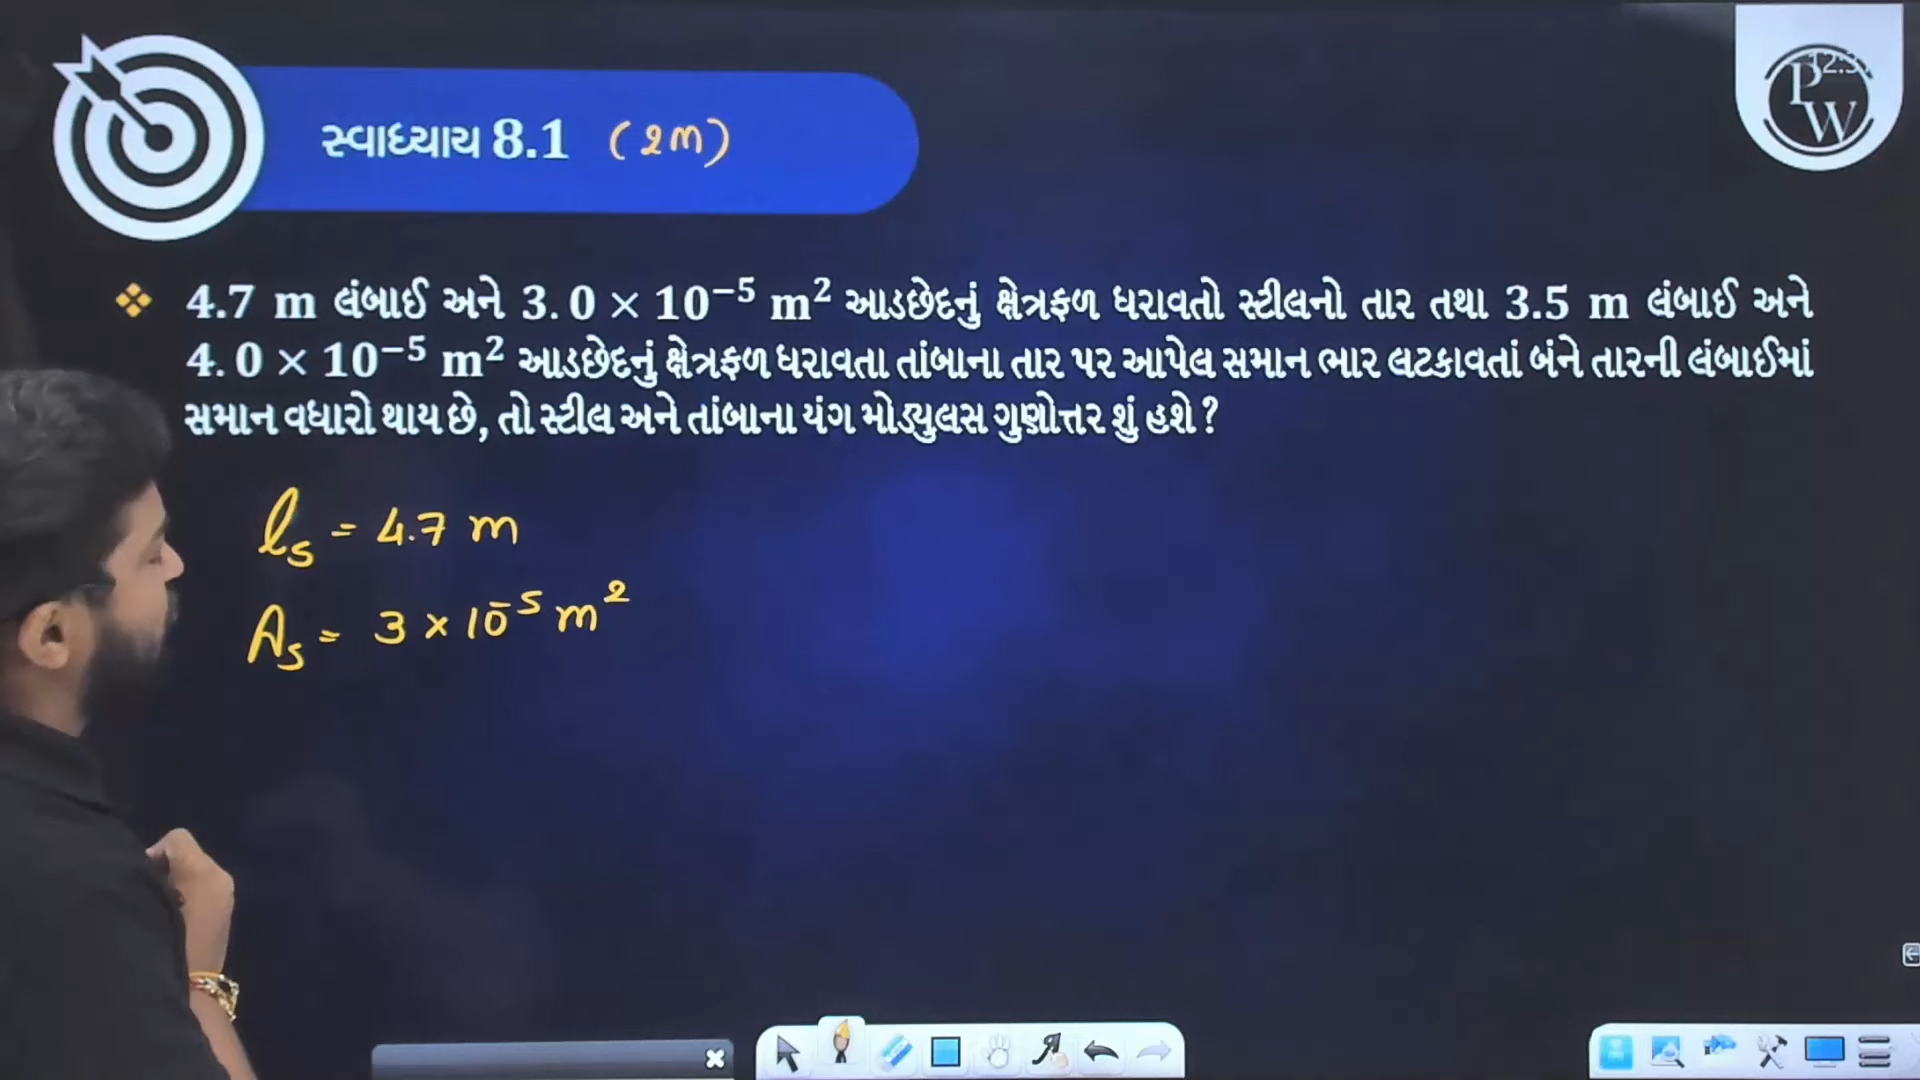 સ્વાધ્યાય 8.1 (2m)
P W
❖ 4.7 m લંબાઈ અને 3.0 × 10⁻⁵ m² આડછેદનું ક્ષેત્રફળ ધરાવતો સ્ટીલનો તાર તથા 3.5 m લંબાઈ અને
4.0 × 10⁻⁵ m² આડછેદનું ક્ષેત્રફળ ધરાવતા તાંબાના તાર પર આપેલ સમાન ભાર લટકાવતાં બંને તારની લંબાઈમાં
સમાન વધારો થાય છે, તો સ્ટીલ અને તાંબાના યંગ મોડ્યુલસ ગુણોત્તર શું હશે ?
lₛ = 4.7 m
Aₛ = 3 × 10⁻⁵ m²